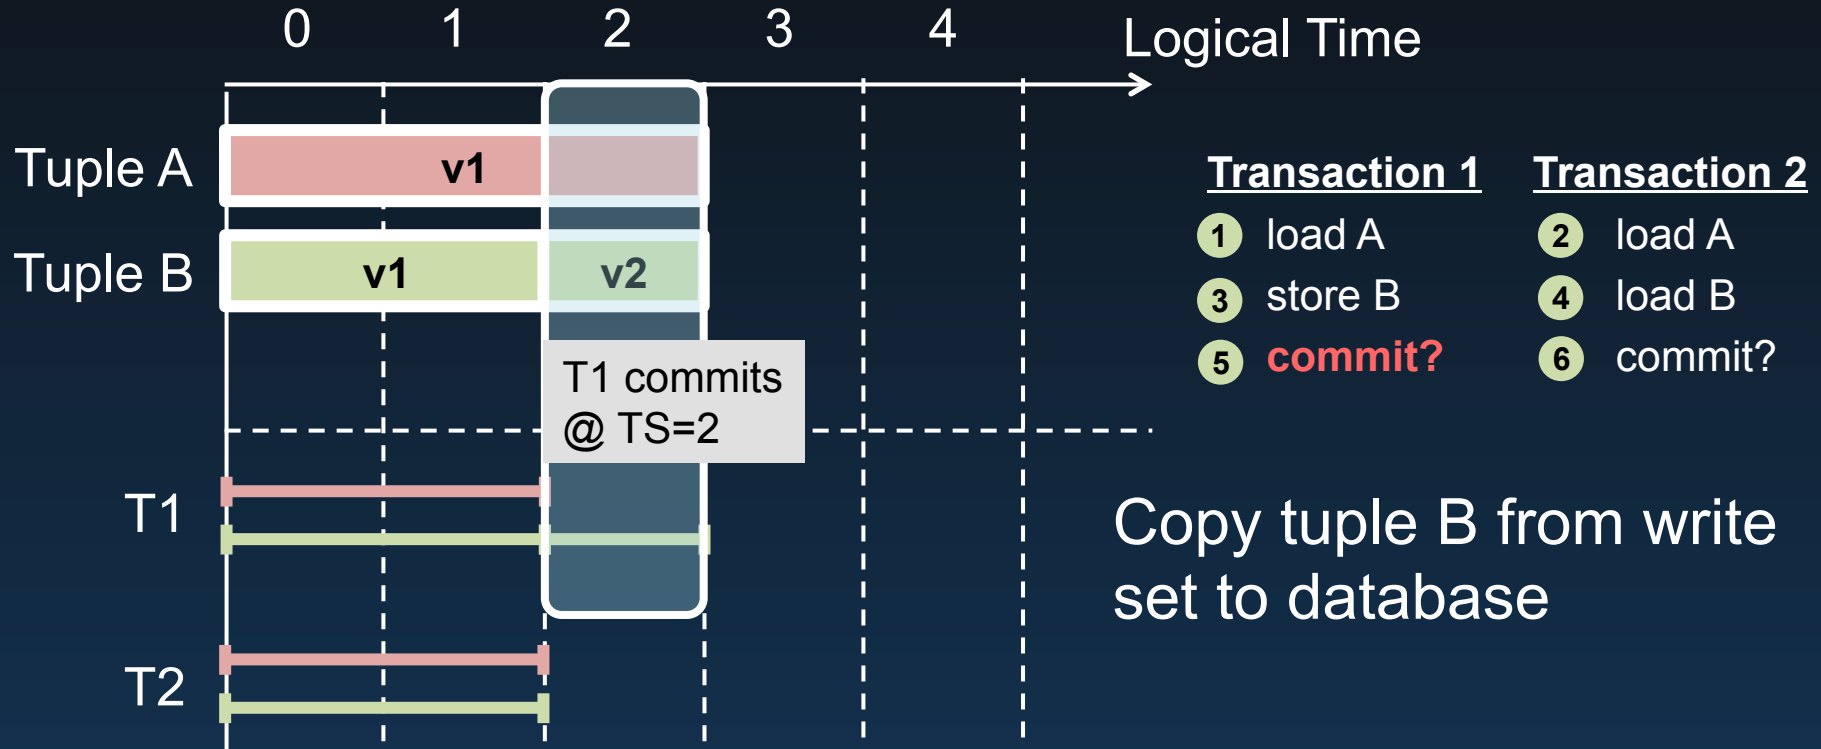 0 1 2 3 4 Logical Time
Tuple A v1
Tuple B v1 v2
Transaction 1
1 load A
3 store B
5 commit?
Transaction 2
2 load A
4 load B
6 commit?
T1 commits
@ TS=2
T1
T2
Copy tuple B from write
set to database